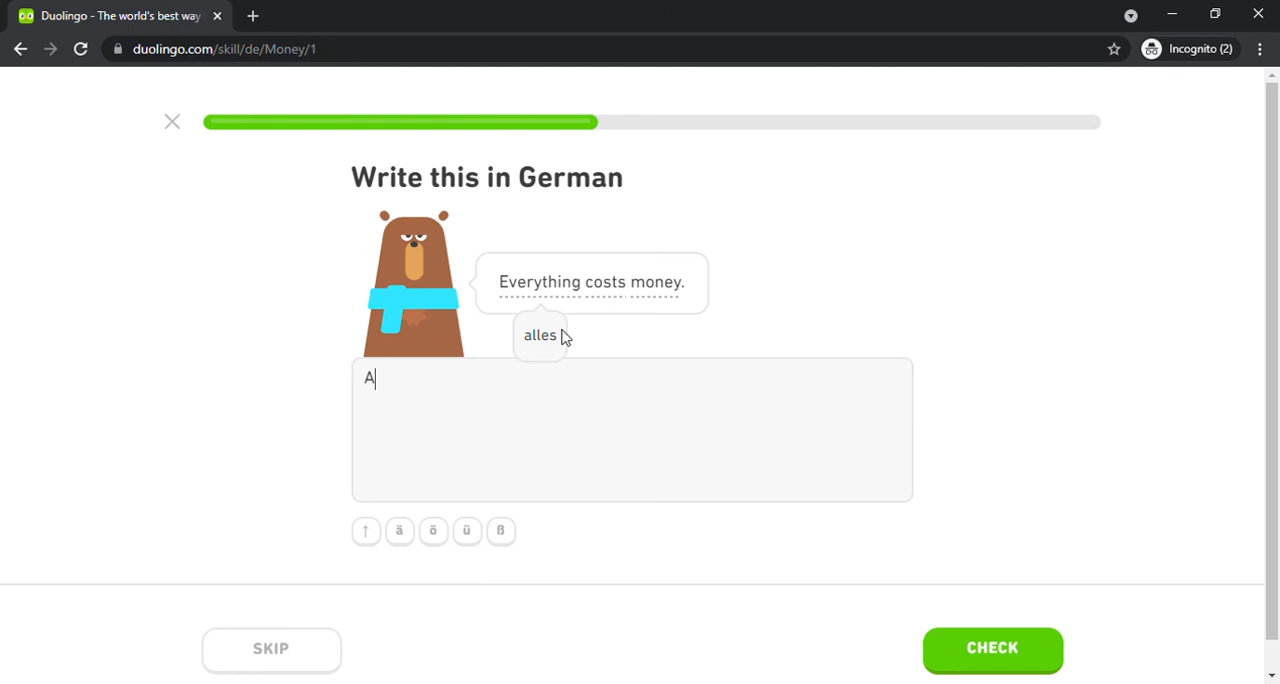 Duolingo - The world's best way
duolingo.com/skill/de/Money/1
Incognito (2)
Write this in German
Everything costs money.
alles
A
↑ ä ö ü ß
SKIP
CHECK